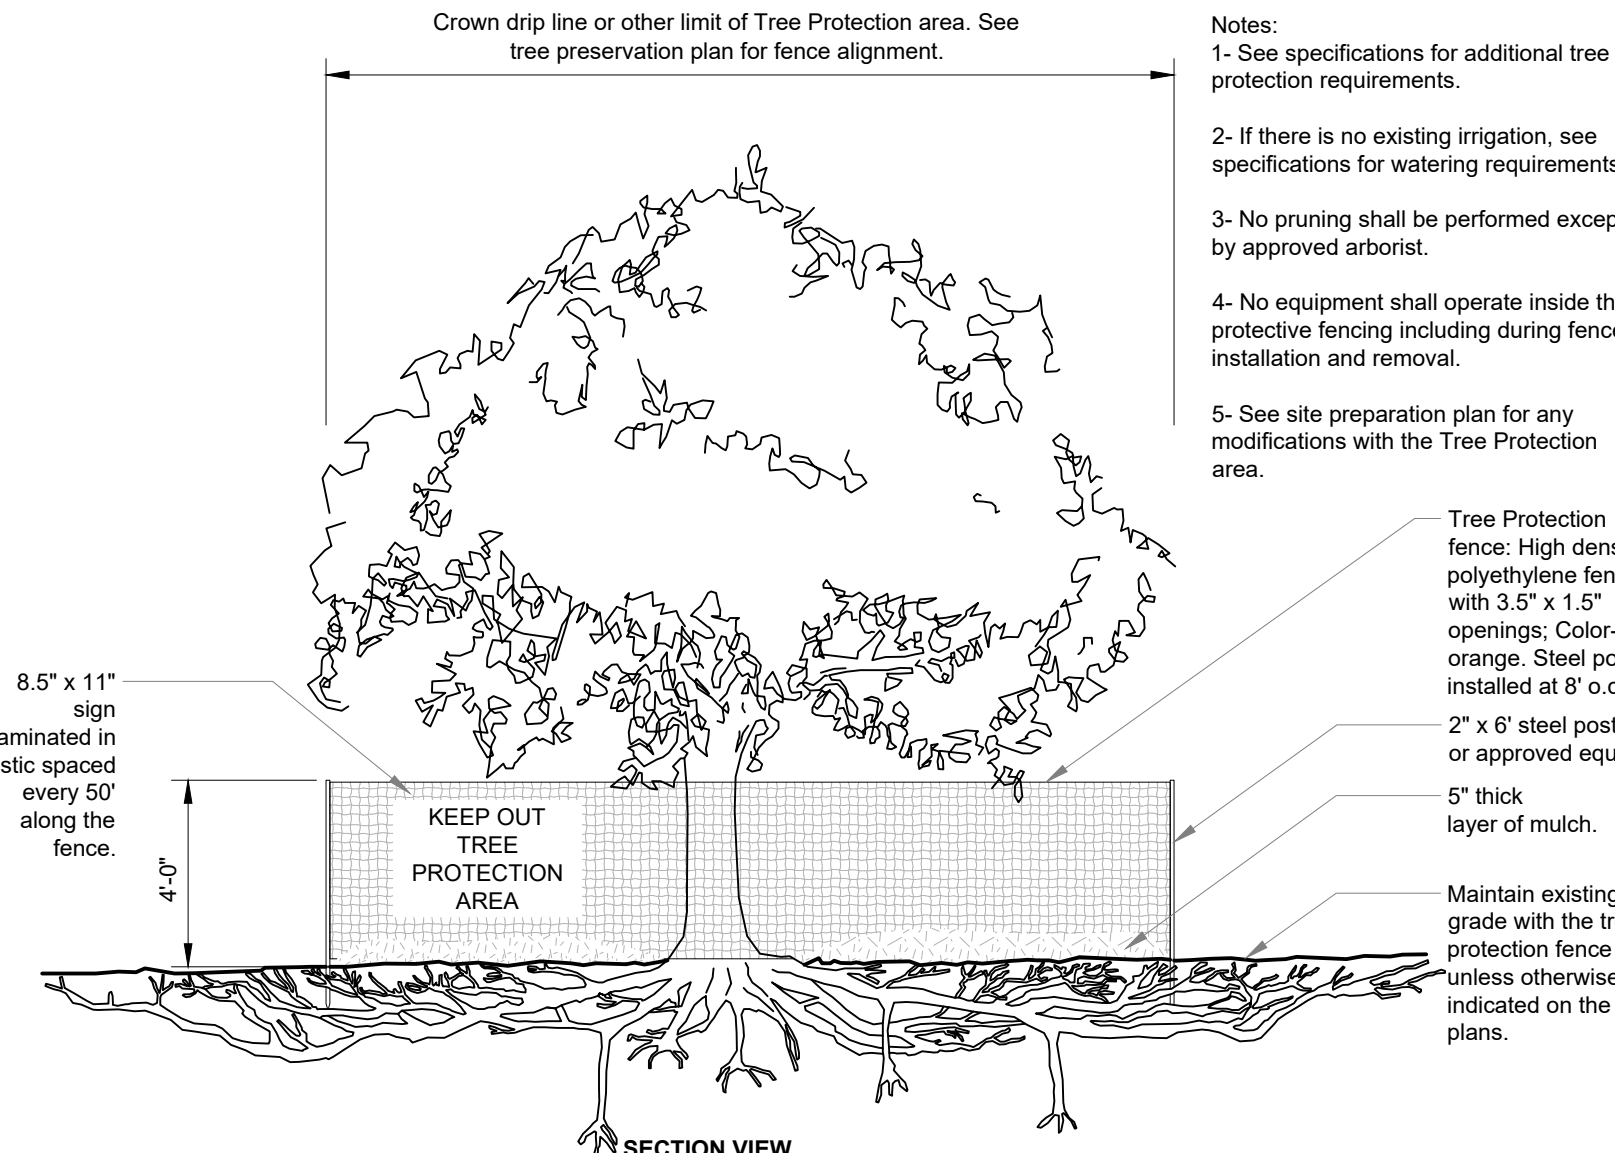 Crown drip line or other limit of Tree Protection area. See
tree preservation plan for fence alignment.
Notes:
1- See specifications for additional tree
protection requirements.
2- If there is no existing irrigation, see
specifications for watering requirements
3- No pruning shall be performed excep
by approved arborist.
4- No equipment shall operate inside th
protective fencing including during fence
installation and removal.
5- See site preparation plan for any
modifications with the Tree Protection
area.
Tree Protection
fence: High dens
polyethylene fen
with 3.5" x 1.5"
openings; Color-
orange. Steel po
installed at 8' o.c
2" x 6' steel post
or approved equ
5" thick
layer of mulch.
Maintain existing
grade with the tr
protection fence
unless otherwise
indicated on the
plans.
8.5" x 11"
sign
aminated in
stic spaced
every 50'
along the
fence.
4'-0"
KEEP OUT
TREE
PROTECTION
AREA
SECTION VIEW